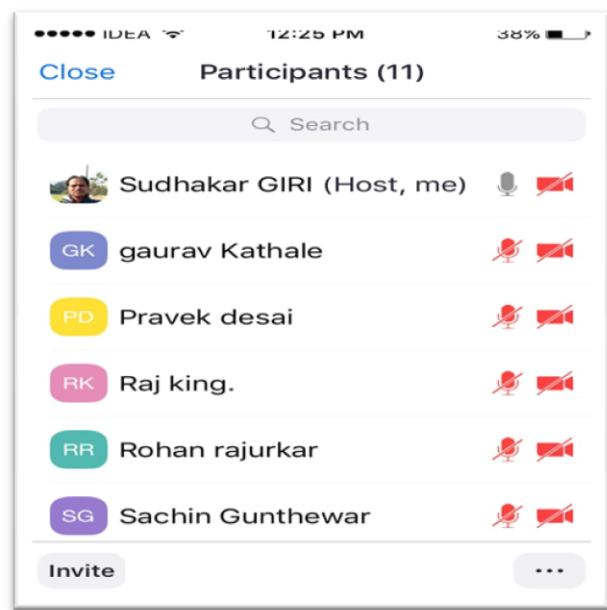 IDEA 12:25 PM 38%
Close Participants (11)
Search
Sudhakar GIRI (Host, me)
GK gaurav Kathale
PD Pravek desai
RK Raj king.
RR Rohan rajurkar
SG Sachin Gunthewar
Invite ...